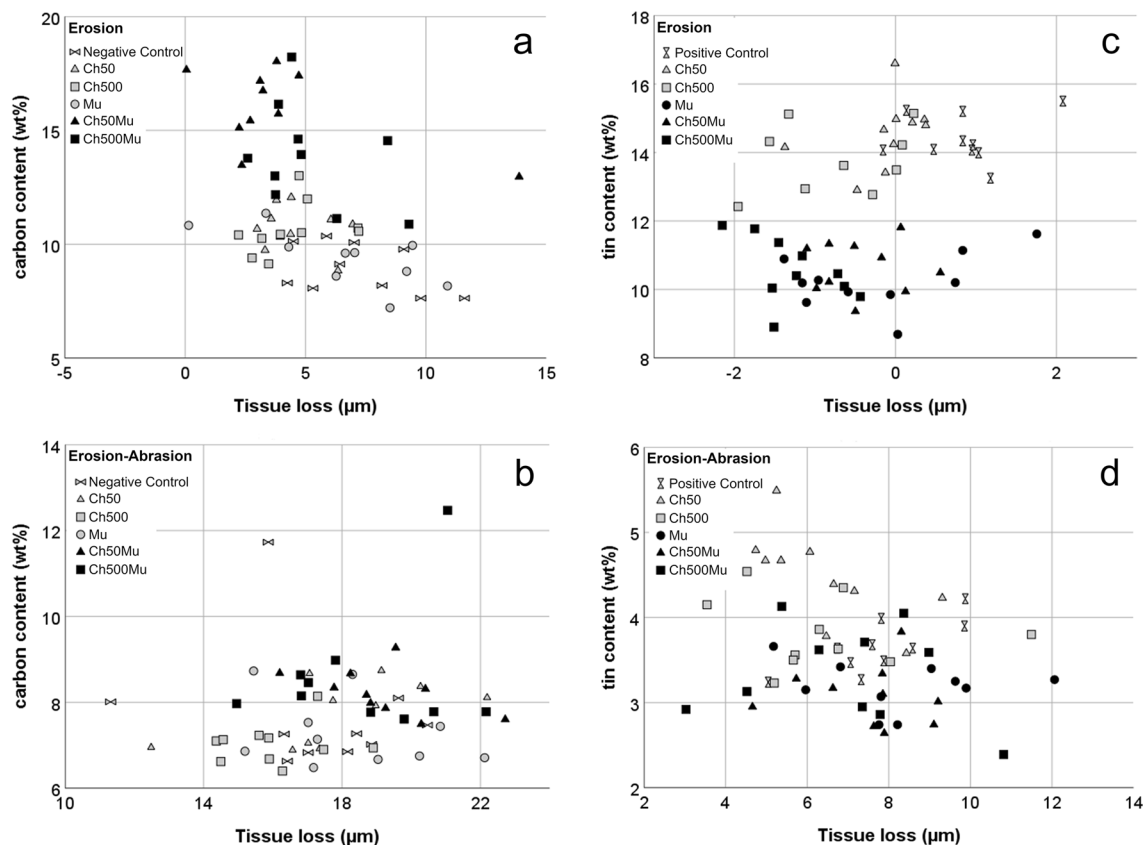 a
Erosion
Negative Control
Ch50
Ch500
Mu
Ch50Mu
Ch500Mu
carbon content (wt%)
20
15
10
5
-5 0 5 10 15
Tissue loss (µm)
c
Erosion
Positive Control
Ch50
Ch500
Mu
Ch50Mu
Ch500Mu
tin content (wt%)
18
16
14
12
10
8
-2 0 2
Tissue loss (µm)
b
Erosion-Abrasion
Negative Control
Ch50
Ch500
Mu
Ch50Mu
Ch500Mu
carbon content (wt%)
14
12
10
8
6
10 14 18 22
Tissue loss (µm)
d
Erosion-Abrasion
Positive Control
Ch50
Ch500
Mu
Ch50Mu
Ch500Mu
tin content (wt%)
6
5
4
3
2
2 4 6 8 10 12 14
Tissue loss (µm)